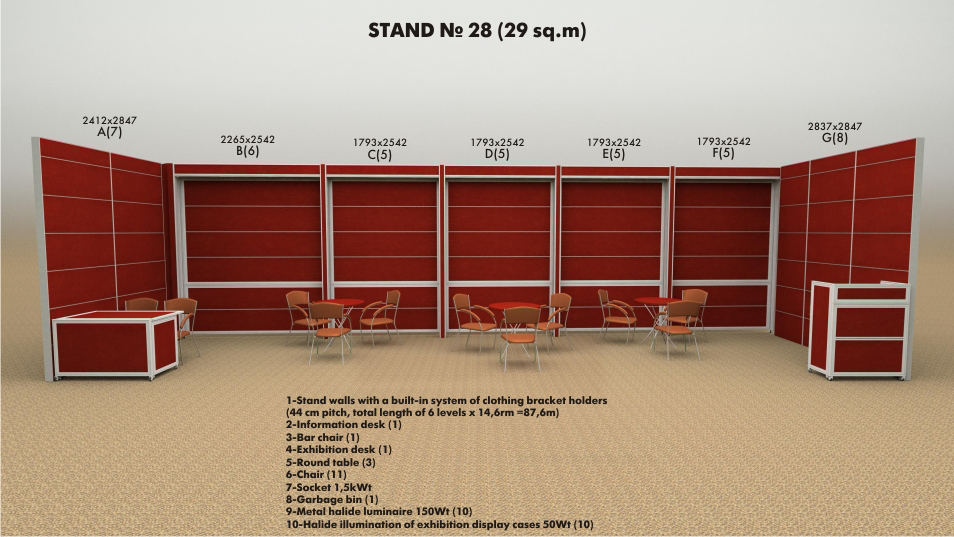 STAND № 28 (29 sq.m)
2412x2847
A(7)
2265x2542
B(6)
1793x2542
C(5)
1793x2542
D(5)
1793x2542
E(5)
1793x2542
F(5)
2837x2847
G(8)
1-Stand walls with a built-in system of clothing bracket holders
(44 cm pitch, total length of 6 levels x 14,6rm =87,6m)
2-Information desk (1)
3-Bar chair (1)
4-Exhibition desk (1)
5-Round table (3)
6-Chair (11)
7-Socket 1,5kWt
8-Garbage bin (1)
9-Metal halide luminaire 150Wt (10)
10-Halide illumination of exhibition display cases 50Wt (10)